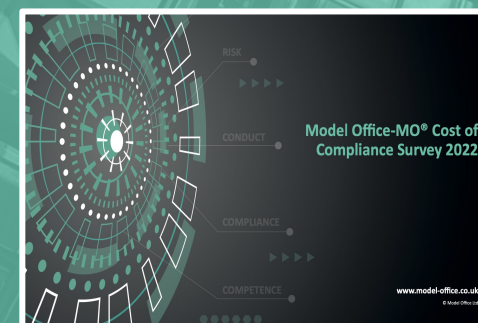 RISK
CONDUCT
Model Office-MO® Cost of
Compliance Survey 2022
COMPLIANCE
COMPETENCE
www.model-office.co.uk
© Model Office Ltd